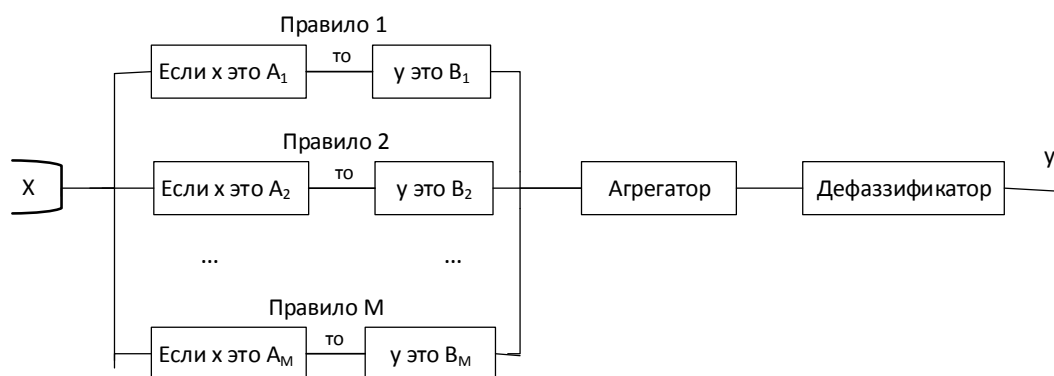 Правило 1
Если x это A₁ то y это B₁
Правило 2
X Если x это A₂ то y это B₂ Агрегатор Дефаззификатор y
... ...
Правило M
Если x это Aₘ то y это Bₘ